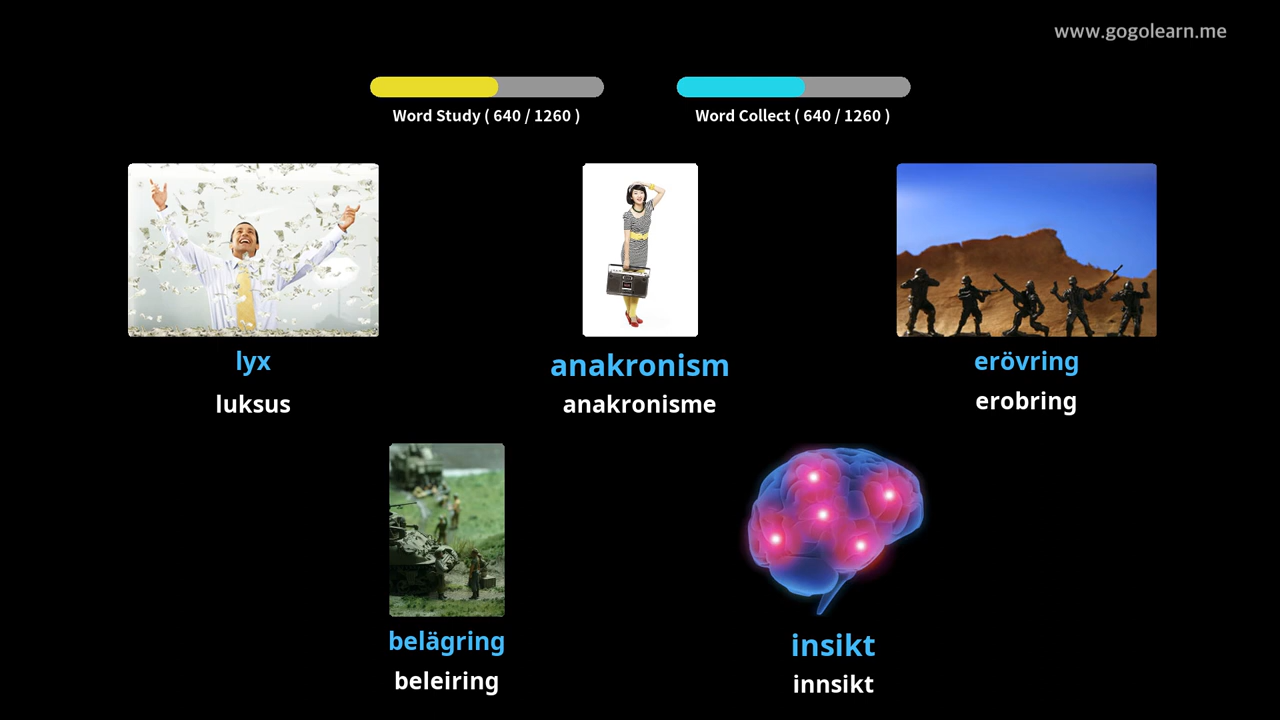 www.gogolearn.me
Word Study ( 640 / 1260 )
Word Collect ( 640 / 1260 )
lyx
luksus
anakronism
anakronisme
erövring
erobring
belägring
beleiring
insikt
innsikt